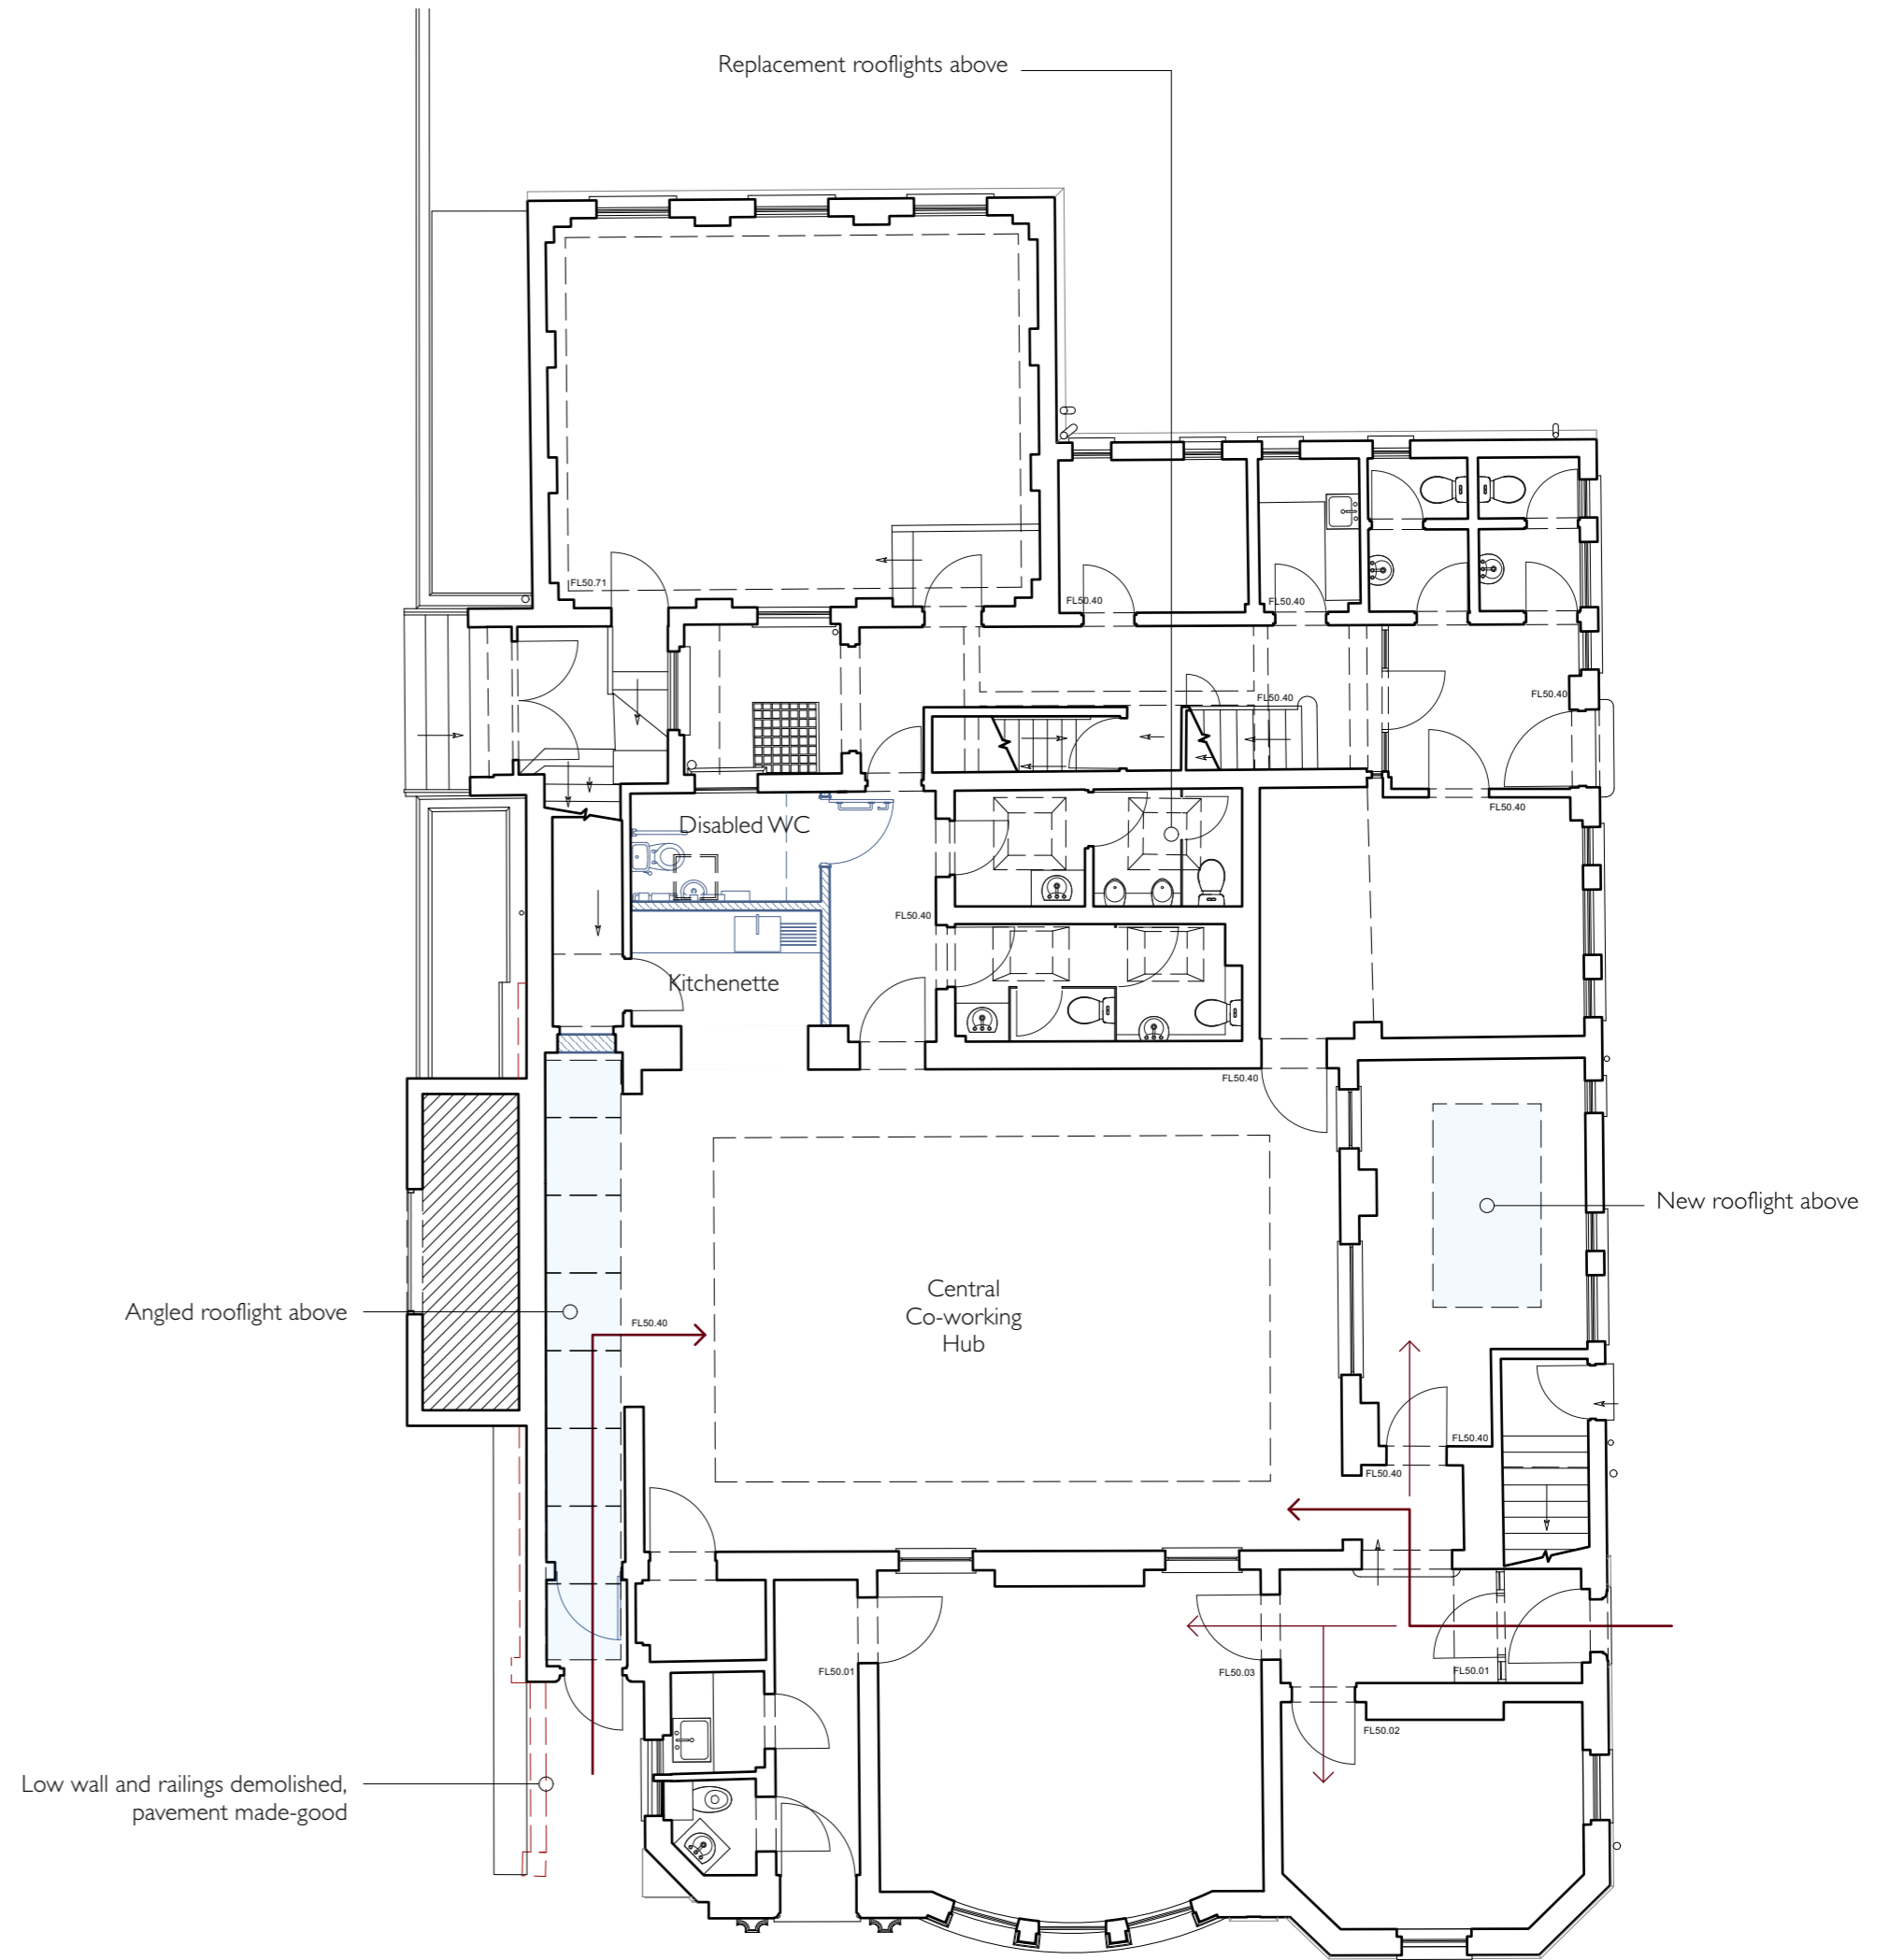 Replacement rooflights above
FL50.71
FL50.40
FL50.40
FL50.40
FL50.40
FL50.40
Disabled WC
FL50.40
Kitchenette
FL50.40
New rooflight above
Central
Co-working
Hub
Angled rooflight above
FL50.40
FL50.40
FL50.40
FL50.01
FL50.03
FL50.01
FL50.02
Low wall and railings demolished,
pavement made-good